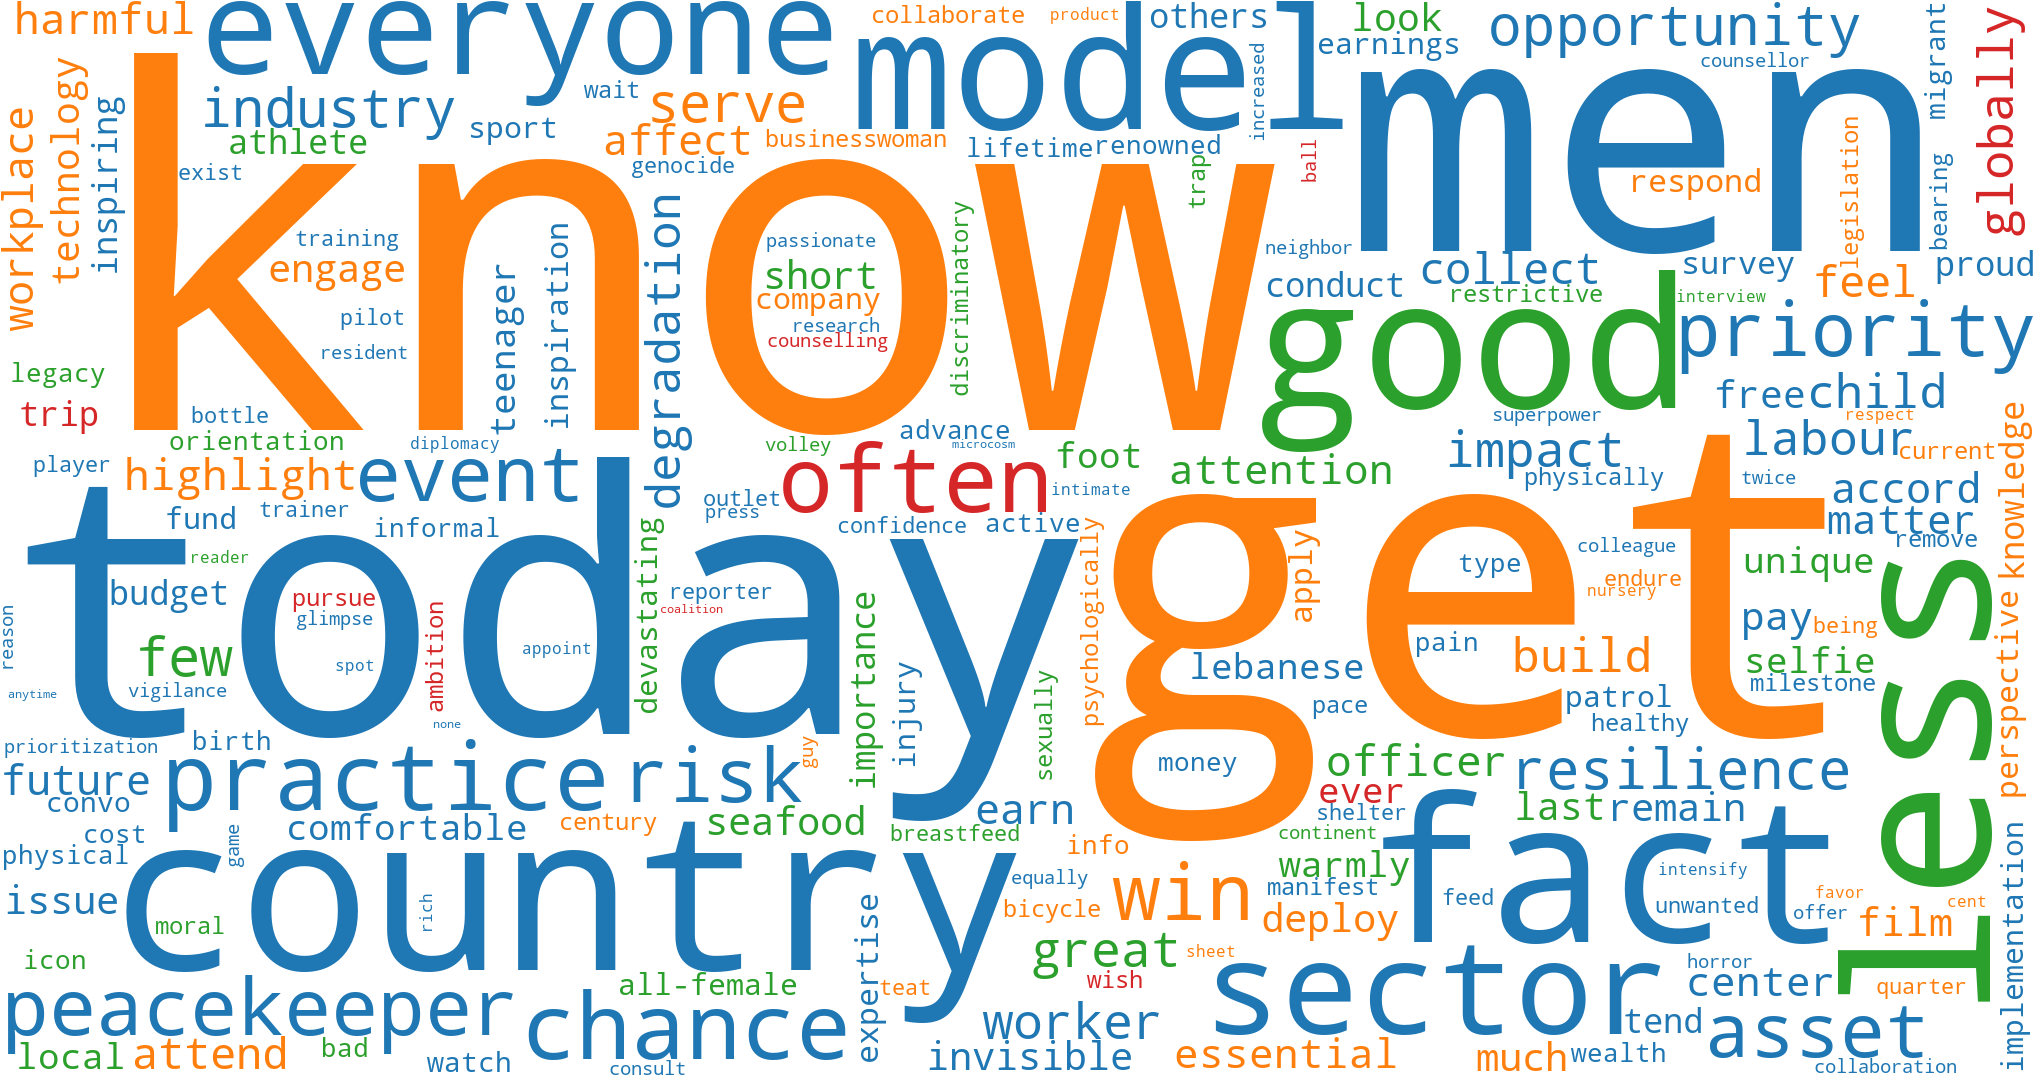 harmful
everyone
collaborate
product
others
look
opportunity
migrant
globally
model
earnings
counsellor
men
technology
inspiring
workplace
industry
wait
serve
increased
sport
athlete
affect
businesswoman
lifetime
renowned
ball
exist
genocide
trap
respond
legislation
bearing
know
training
engage
inspiration
degradation
passionate
short
company
research
counselling
discriminatory
neighbor
collect
conduct
survey
feel
proud
restrictive
interview
pilot
resident
teenager
good
priority
legacy
trip
bottle
orientation
diplomacy
volley
advance
microcosm
superpower
free
child
respect
knowledge
player
highlight
event
often
foot
attention
impact
labour
current
physically
twice
fund
trainer
informal
outlet
press
intimate
confidence
active
accord
matter
remove
colleague
today
get
reader
budget
pursue
glimpse
devastating
reporter
coalition
psychologically
apply
type
endure
nursery
unique
reason
few
spot
ambition
appoint
importance
pain
pay
being
less
perspective
anytime
vigilance
none
injury
sexually
lebanese
build
selfie
milestone
pace
patrol
healthy
prioritization
birth
practice
risk
guy
money
officer
resilience
future
convo
ever
last
remain
cost
comfortable
century
seafood
earn
shelter
breastfeed
continent
fact
physical
game
country
info
warmly
intensify
implementation
issue
rich
equally
win
manifest
feed
unwanted
favor
offer
cent
moral
expertise
bicycle
deploy
film
icon
great
sheet
sector
horror
all-female
teat
wish
center
quarter
peacekeeper
chance
worker
tend
asset
local
attend
bad
watch
consult
invisible
essential
much
wealth
collaboration